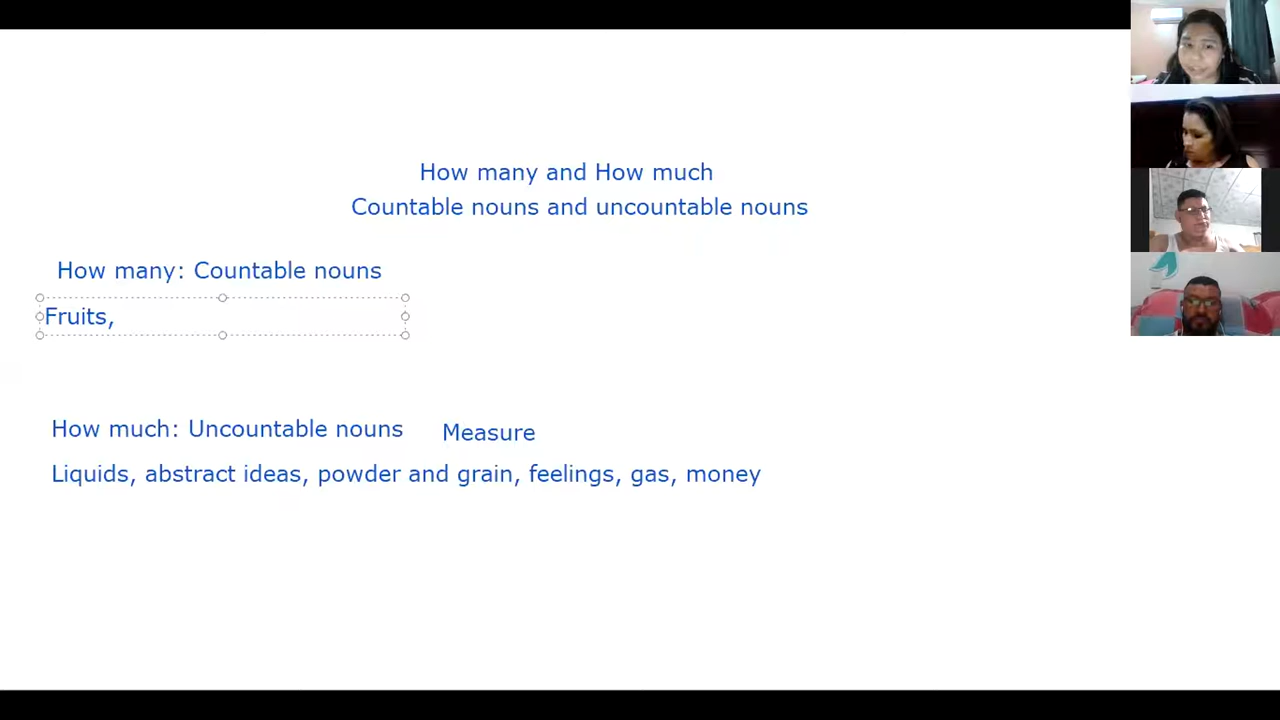 How many and How much
Countable nouns and uncountable nouns
How many: Countable nouns
Fruits,
How much: Uncountable nouns Measure
Liquids, abstract ideas, powder and grain, feelings, gas, money